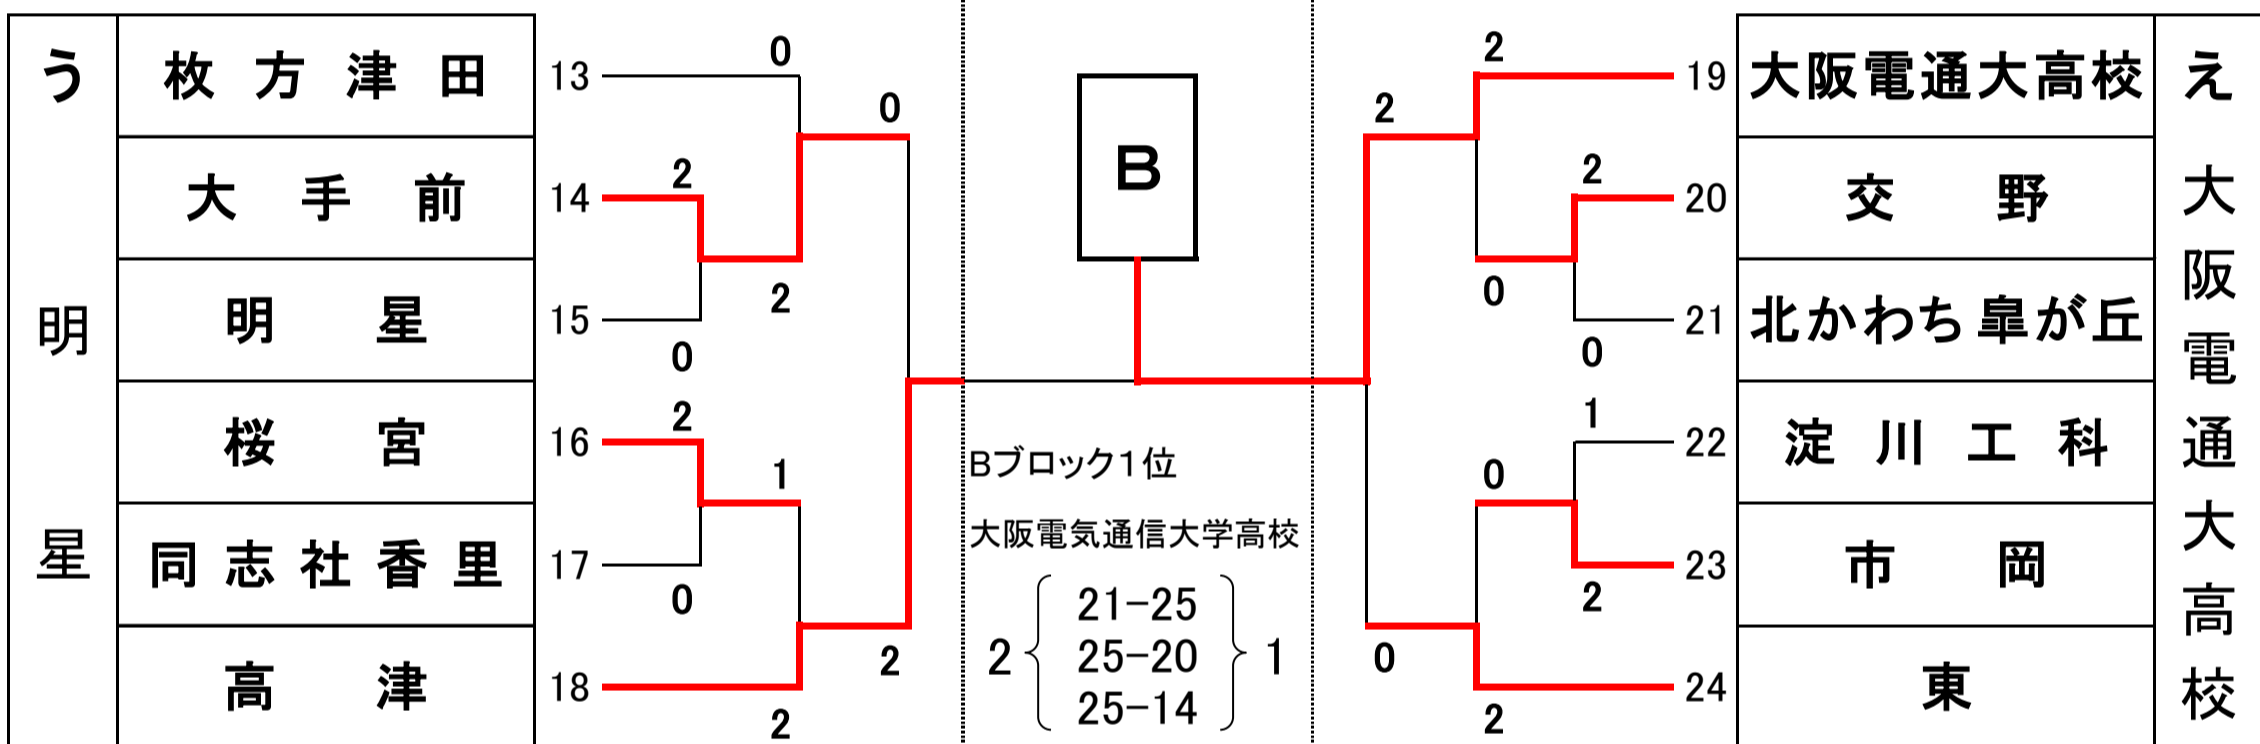 う 明星
枚方津田 13 0
大手前 14 2
明星 15 0
桜宮 16 2
同志社香里 17 0
高津 18 2
0
2
1
2
B
Bブロック1位
大阪電気通信大学高校
2 { 21-25 25-20 25-14 } 1
2
0
0
0
2 19 大阪電通大高校
2 20 交野
0 21 北かわち皐が丘
1 22 淀川工科
2 23 市岡
2 24 東
え 大阪電通大高校